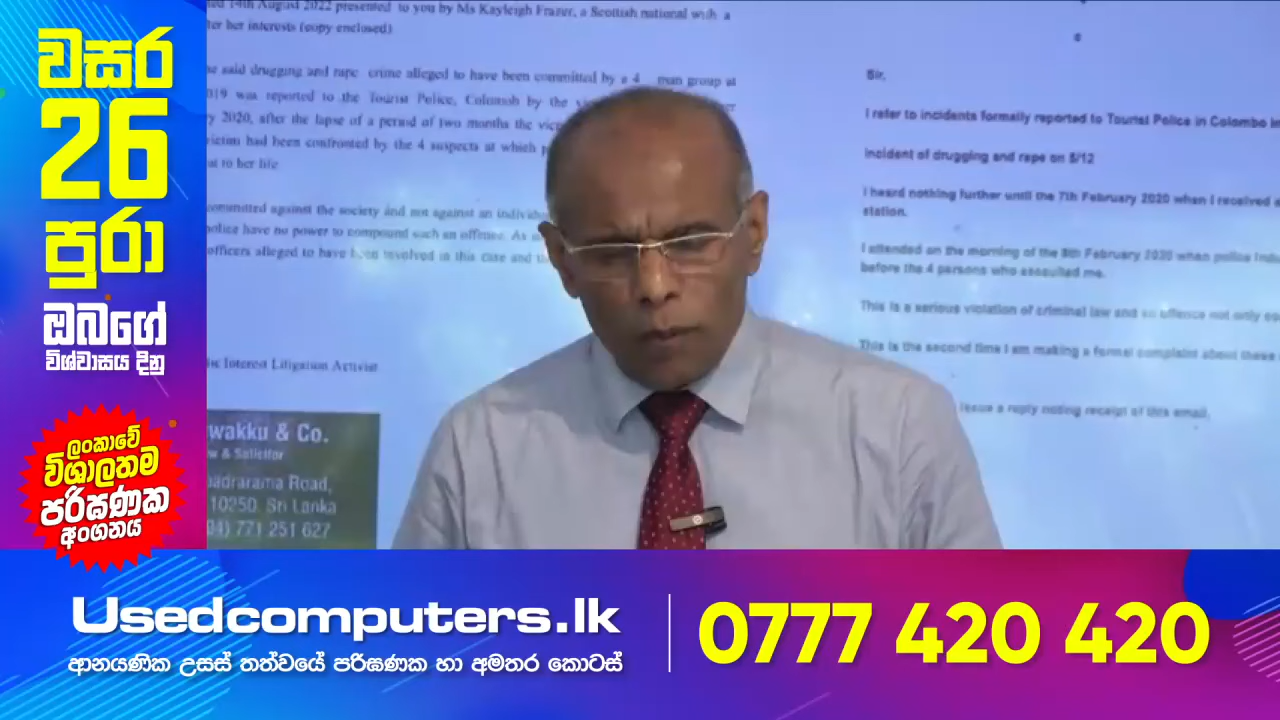 වසර
26
පුරා
ඔබගේ
විශ්වාසය දිනු
ලංකාවේ
විශාලතම
පරිඝණක
අංගනය
14th August 2022 presented to you by Ms Kayleigh Frazer, a Scottish national with a
her interests (copy enclosed)
said drugging and rape crime alleged to have been committed by a 4 man group at
was reported to the Tourist Police, Colombo by the
2020, after the lapse of a period of two months the
victim had been confronted by the 4 suspects at which
to her life
committed against the society and not against an
police have no power to compound such an offence. As
officers alleged to have been involved in this case and
Interest Litigation Activist
wakku & Co.
& Solicitor
Road,
10250, Sri Lanka
771 251 627
Sir,
I refer to incidents formally reported to Tourist Police in Colombo
Incident of drugging and rape on 5/12
I heard nothing further until the 7th February 2020 when I received
station.
I attended on the morning of the 8th February 2020 when police
before the 4 persons who assaulted me.
This is a serious violation of criminal law and an offence not only
This is the second time I am making a formal complaint about these
issue a reply noting receipt of this email.
Usedcomputers.lk
ආනයණික උසස් තත්වයේ පරිඝණක හා අමතර කොටස්
0777 420 420